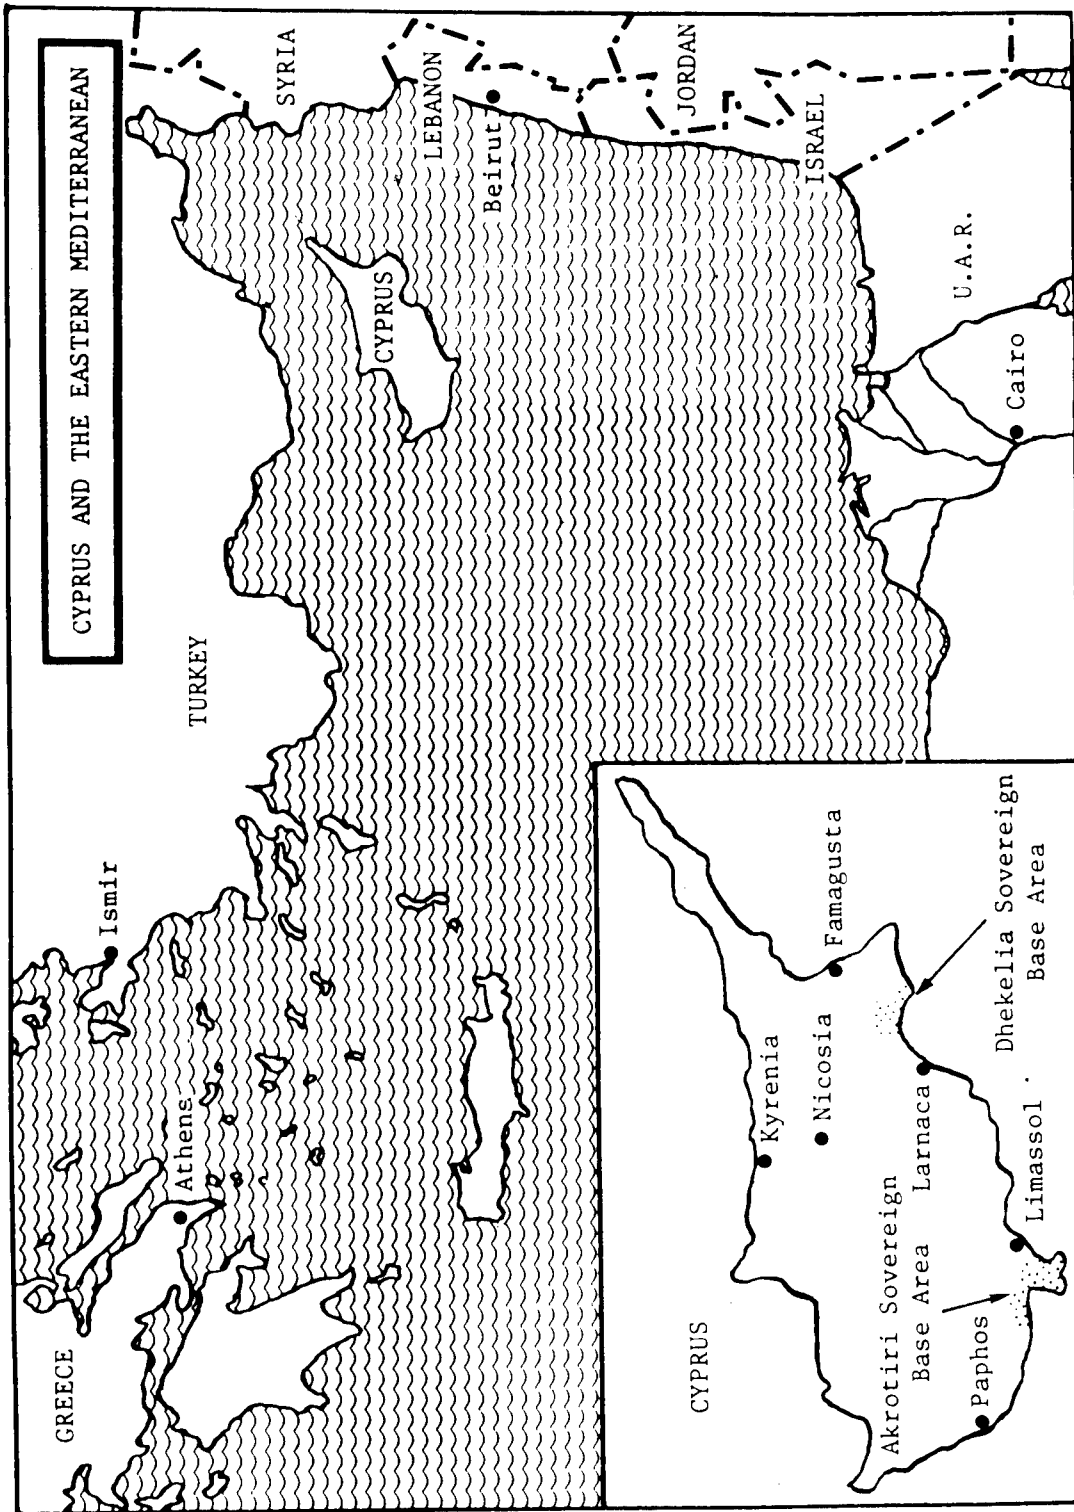 CYPRUS AND THE EASTERN MEDITERRANEAN
GREECE
Athens
Ismir
TURKEY
SYRIA
LEBANON
Beirut
CYPRUS
JORDAN
ISRAEL
U.A.R.
Cairo
CYPRUS
Kyrenia
Nicosia
Famagusta
Akrotiri Sovereign
Base Area
Larnaca
Paphos
Limassol
Dhekelia Sovereign
Base Area